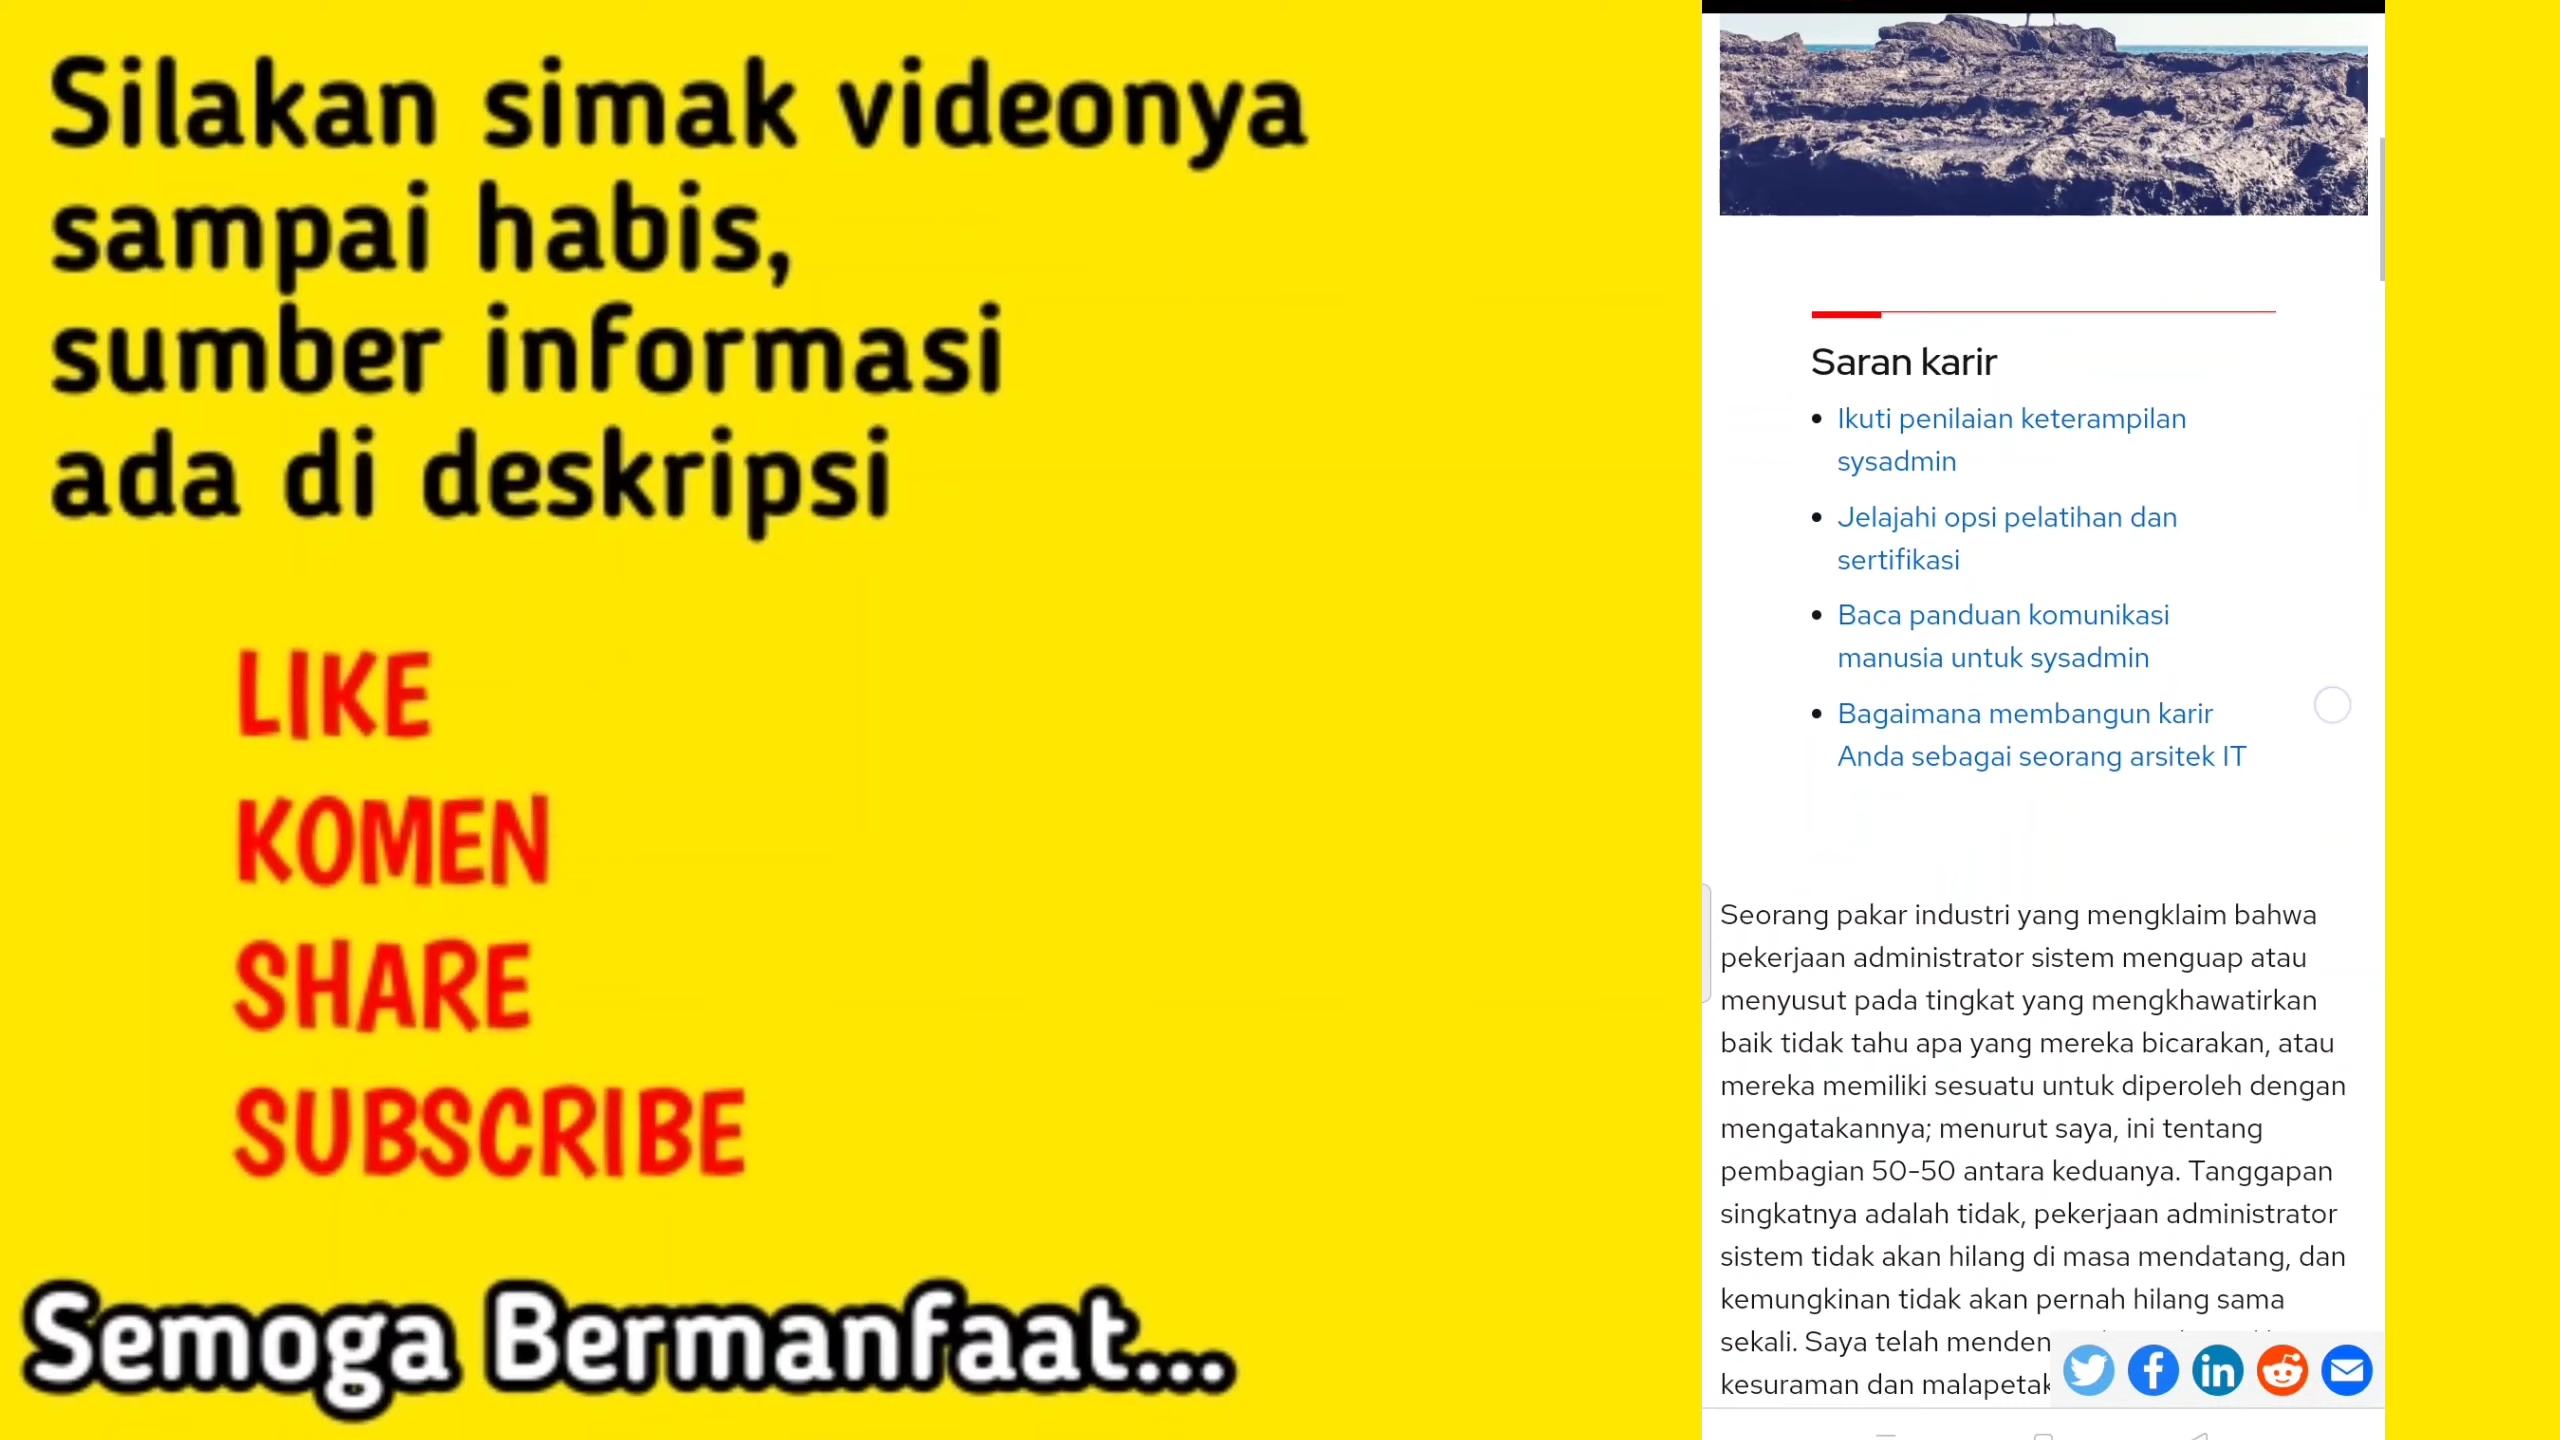 Silakan simak videonya
sampai habis,
sumber informasi
ada di deskripsi
LIKE
KOMEN
SHARE
SUBSCRIBE
Semoga Bermanfaat...
Saran karir
Ikuti penilaian keterampilan
sysadmin
Jelajahi opsi pelatihan dan
sertifikasi
Baca panduan komunikasi
manusia untuk sysadmin
Bagaimana membangun karir
Anda sebagai seorang arsitek IT
Seorang pakar industri yang mengklaim bahwa
pekerjaan administrator sistem menguap atau
menyusut pada tingkat yang mengkhawatirkan
baik tidak tahu apa yang mereka bicarakan, atau
mereka memiliki sesuatu untuk diperoleh dengan
mengatakannya; menurut saya, ini tentang
pembagian 50-50 antara keduanya. Tanggapan
singkatnya adalah tidak, pekerjaan administrator
sistem tidak akan hilang di masa mendatang, dan
kemungkinan tidak akan pernah hilang sama
sekali. Saya telah
kesuraman dan